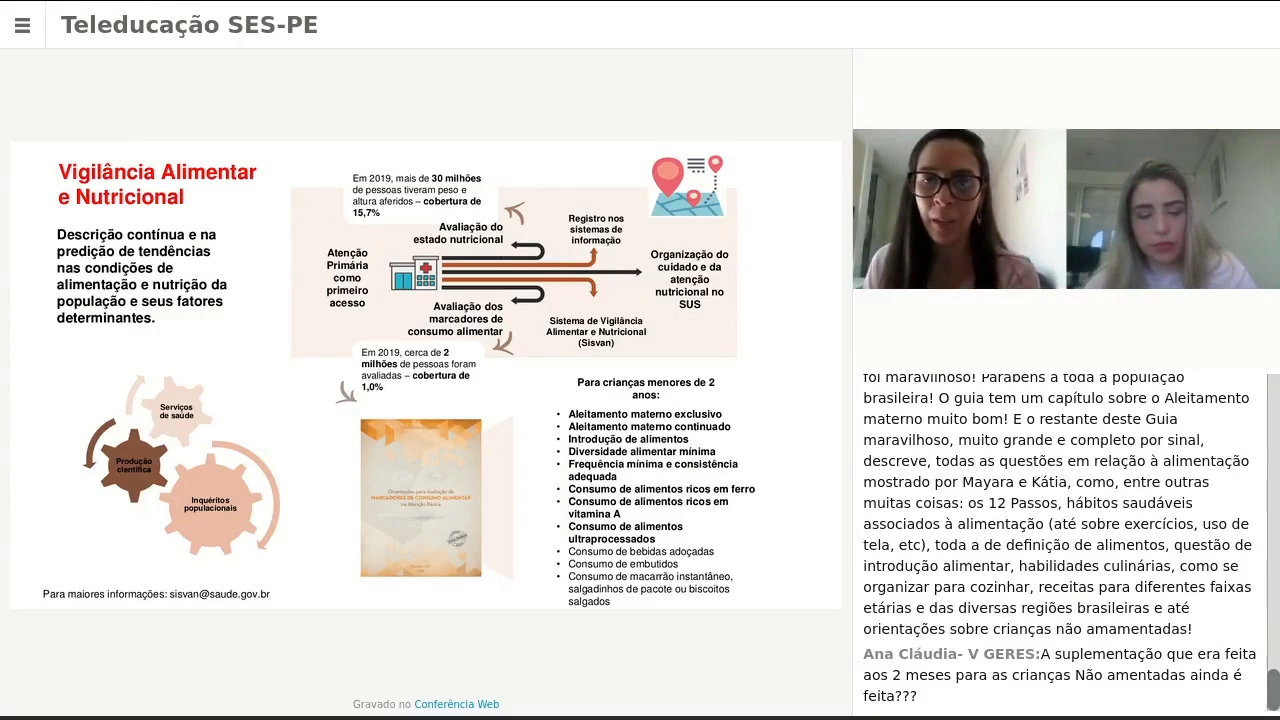 Teleducação SES-PE
Vigilância Alimentar
e Nutricional
Descrição contínua e na
predição de tendências
nas condições de
alimentação e nutrição da
população e seus fatores
determinantes.
Em 2019, mais de 30 milhões
de pessoas tiveram peso e
altura aferidos – cobertura de
15,7%
Avaliação do
estado nutricional
Registro nos
sistemas de
informação
Atenção
Primária
como
primeiro
acesso
Organização do
cuidado e da
atenção
nutricional no
SUS
Avaliação dos
marcadores de
consumo alimentar
Sistema de Vigilância
Alimentar e Nutricional
(Sisvan)
Em 2019, cerca de 2
milhões de pessoas foram
avaliadas – cobertura de
1,0%
Serviços
de saúde
Produção
científica
Inquéritos
populacionais
Orientações para Avaliação de
MARCADORES DE CONSUMO ALIMENTAR
na Atenção Básica
Para crianças menores de 2
anos:
• Aleitamento materno exclusivo
• Aleitamento materno continuado
• Introdução de alimentos
• Diversidade alimentar mínima
• Frequência mínima e consistência
adequada
• Consumo de alimentos ricos em ferro
• Consumo de alimentos ricos em
vitamina A
• Consumo de alimentos
ultraprocessados
• Consumo de bebidas adoçadas
• Consumo de embutidos
• Consumo de macarrão instantâneo,
salgadinhos de pacote ou biscoitos
salgados
Para maiores informações: sisvan@saude.gov.br
Gravado no Conferência Web
foi maravilhoso! Parabéns a toda a população
brasileira! O guia tem um capítulo sobre o Aleitamento
materno muito bom! E o restante deste Guia
maravilhoso, muito grande e completo por sinal,
descreve, todas as questões em relação à alimentação
mostrado por Mayara e Kátia, como, entre outras
muitas coisas: os 12 Passos, hábitos saudáveis
associados à alimentação (até sobre exercícios, uso de
tela, etc), toda a de definição de alimentos, questão de
introdução alimentar, habilidades culinárias, como se
organizar para cozinhar, receitas para diferentes faixas
etárias e das diversas regiões brasileiras e até
orientações sobre crianças não amamentadas!
Ana Cláudia- V GERES:A suplementação que era feita
aos 2 meses para as crianças Não amentadas ainda é
feita???